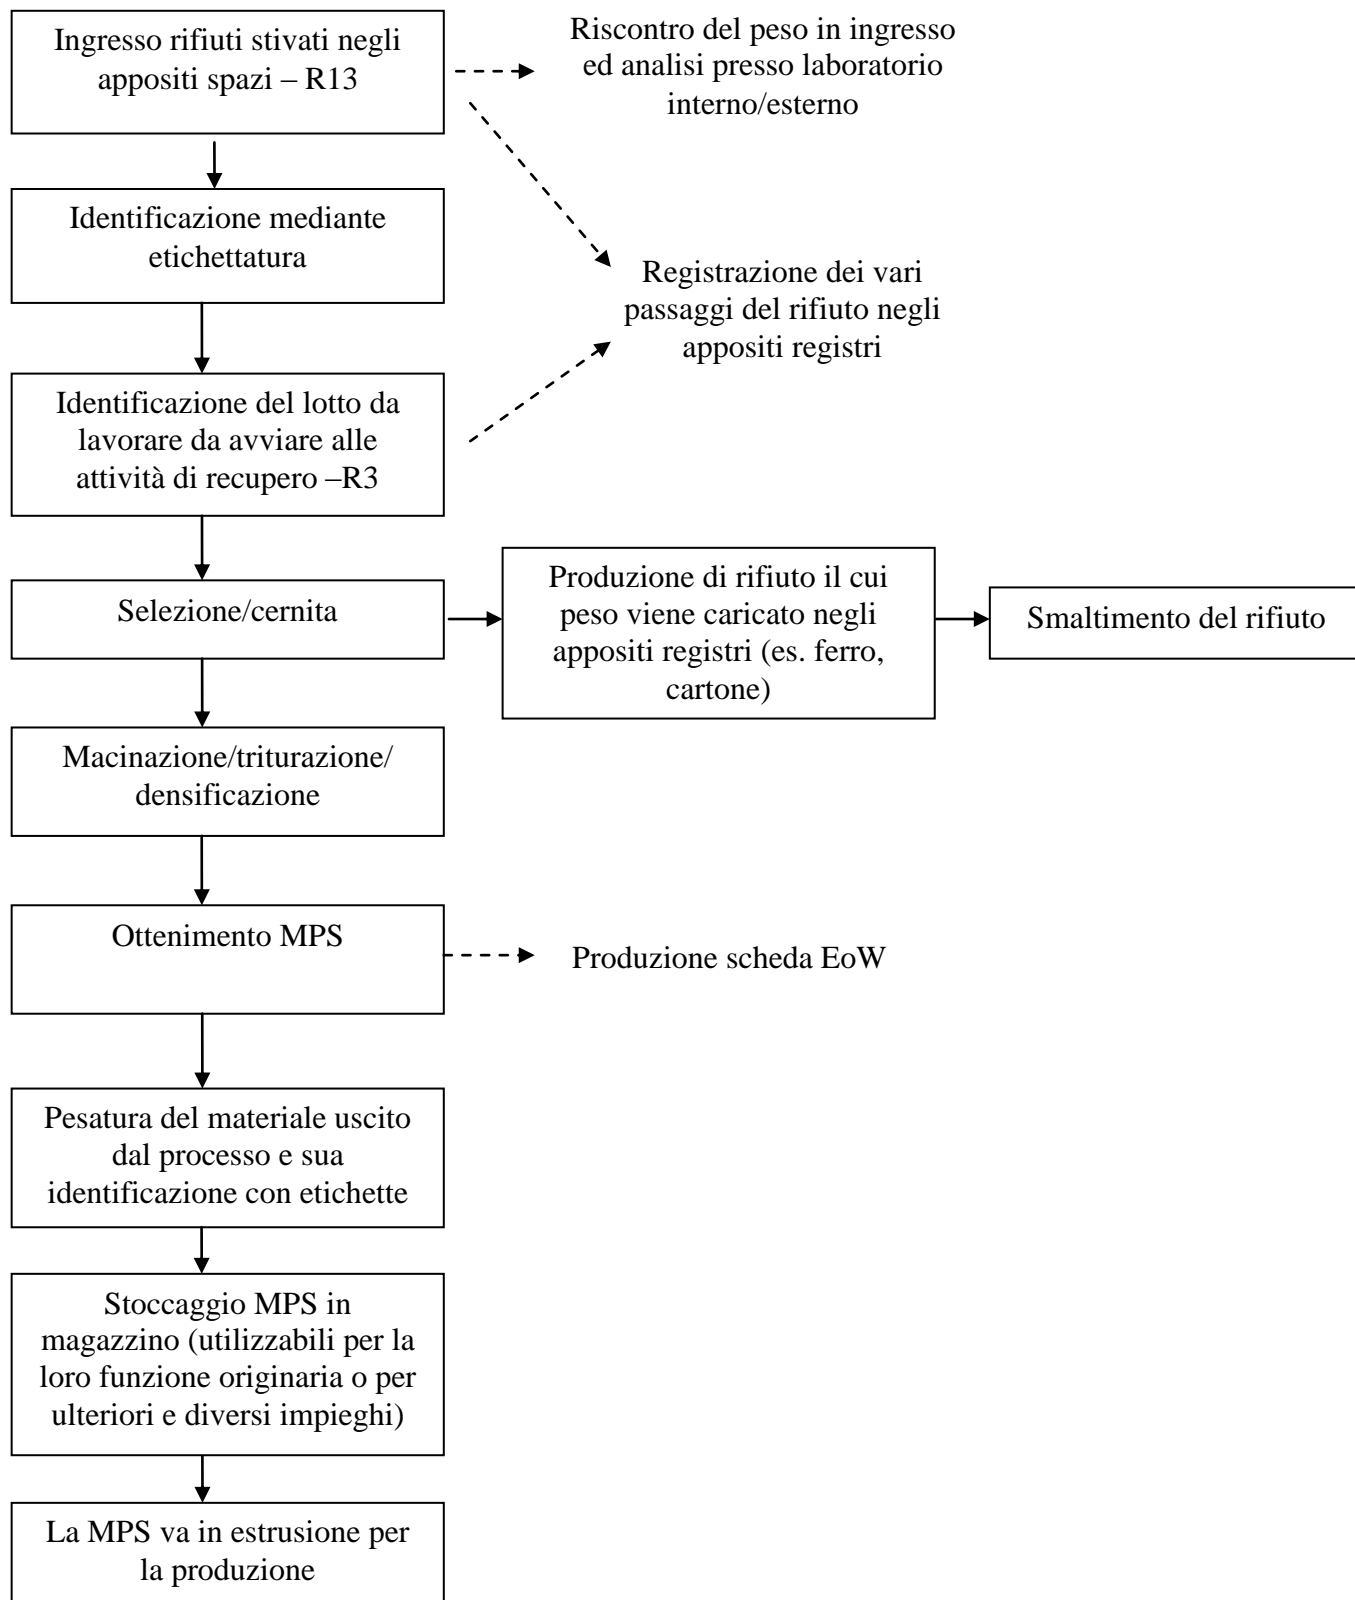 Ingresso rifiuti stivati negli
appositi spazi – R13
Riscontro del peso in ingresso
ed analisi presso laboratorio
interno/esterno
Identificazione mediante
etichettatura
Registrazione dei vari
passaggi del rifiuto negli
appositi registri
Identificazione del lotto da
lavorare da avviare alle
attività di recupero –R3
Selezione/cernita
Produzione di rifiuto il cui
peso viene caricato negli
appositi registri (es. ferro,
cartone)
Smaltimento del rifiuto
Macinazione/triturazione/
densificazione
Ottenimento MPS
Produzione scheda EoW
Pesatura del materiale uscito
dal processo e sua
identificazione con etichette
Stoccaggio MPS in
magazzino (utilizzabili per la
loro funzione originaria o per
ulteriori e diversi impieghi)
La MPS va in estrusione per
la produzione